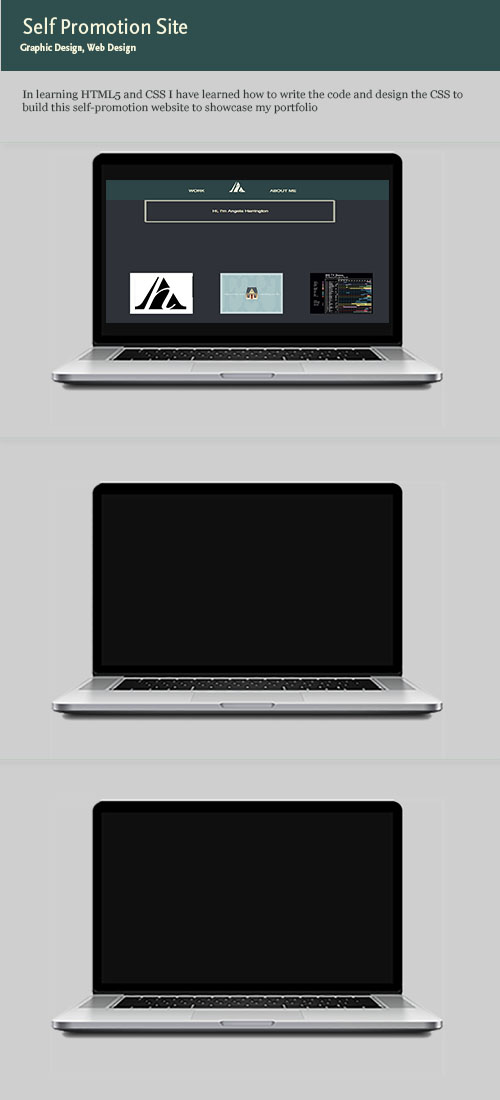 Self Promotion Site
Graphic Design, Web Design
In learning HTML5 and CSS I have learned how to write the code and design the CSS to
build this self-promotion website to showcase my portfolio
WORK ABOUT ME
Hi, I'm Angela Harrington